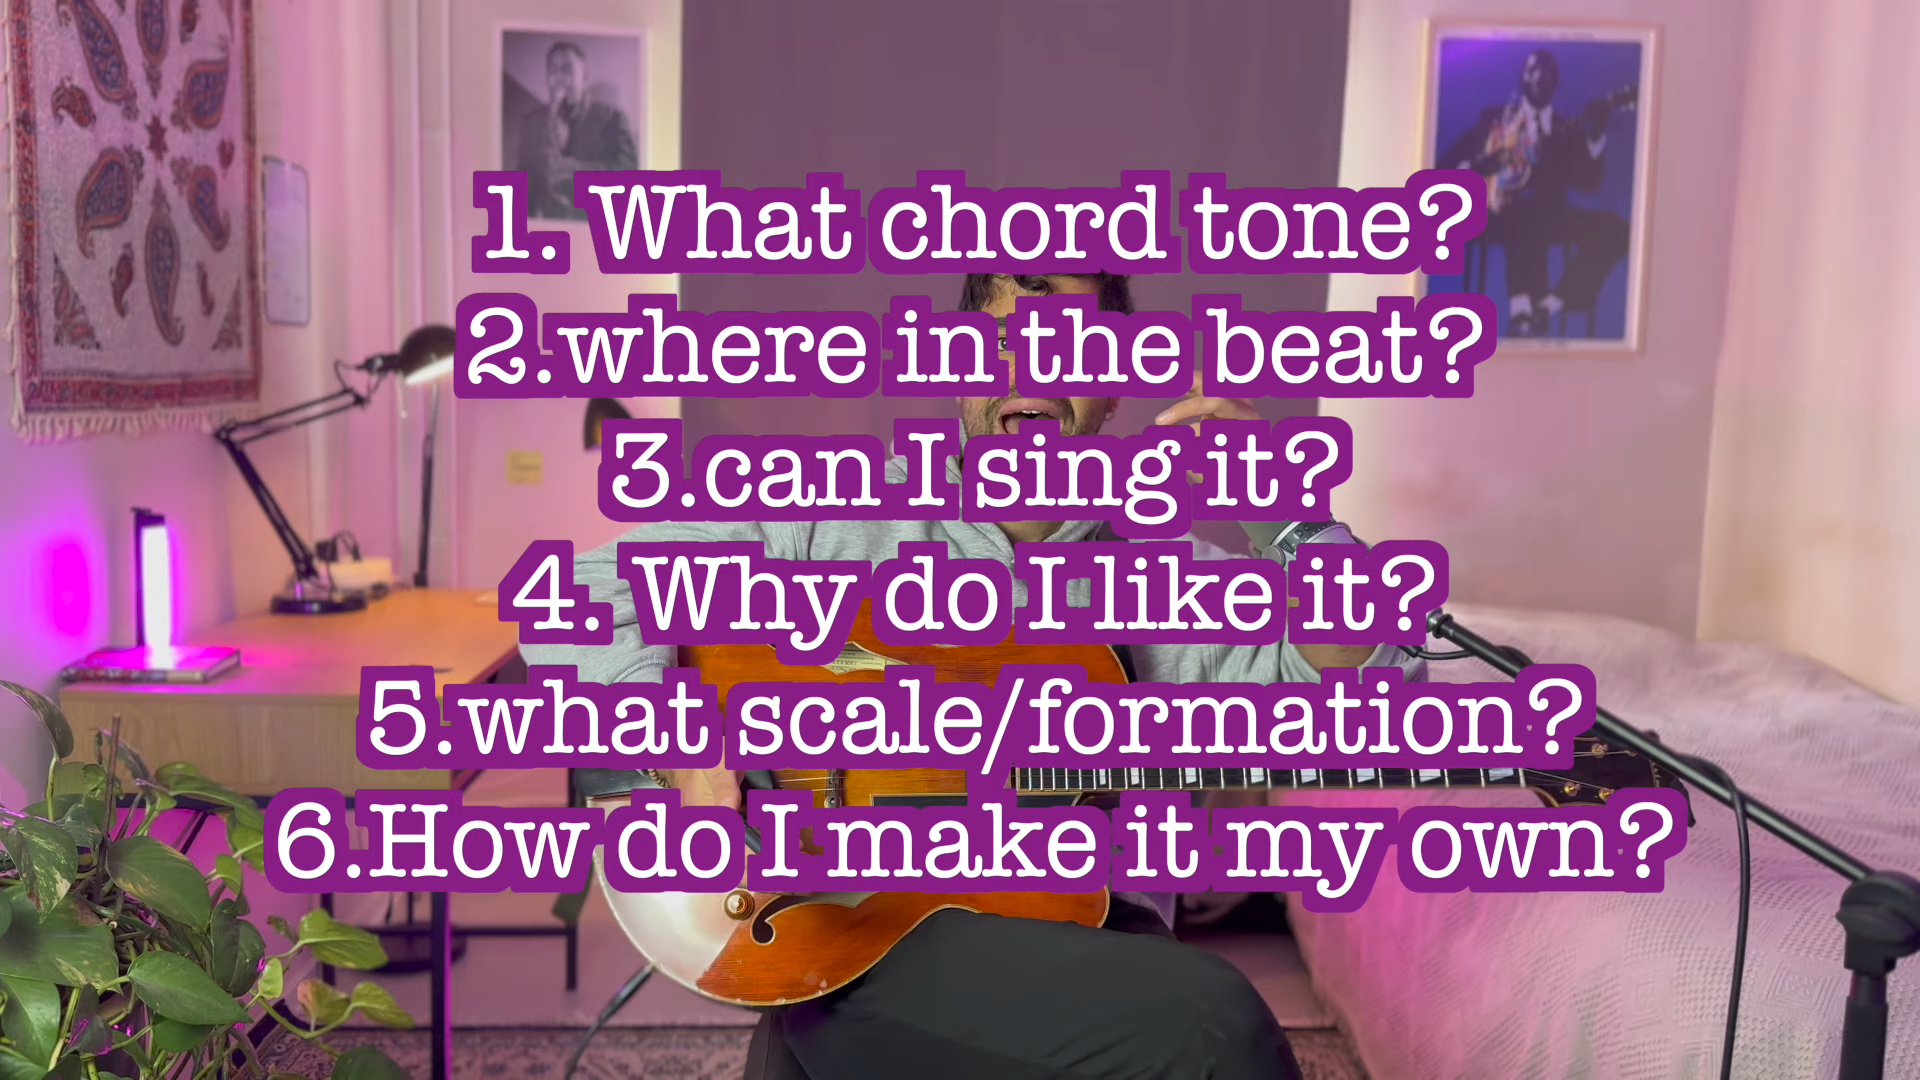 1. What chord tone?
2.where in the beat?
3.can I sing it?
4. Why do I like it?
5.what scale/formation?
6.How do I make it my own?